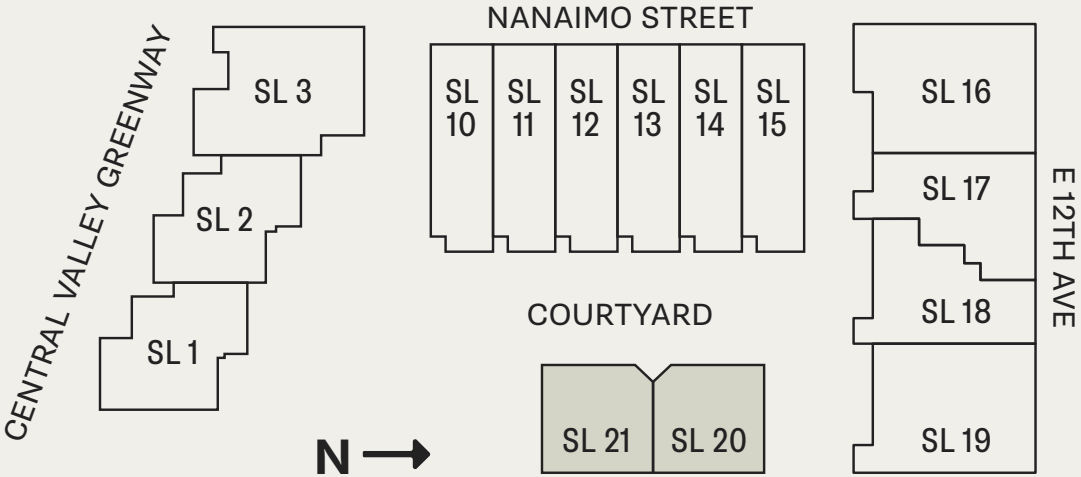 NANAIMO STREET
CENTRAL VALLEY GREENWAY
SL 3
SL 2
SL 1
SL
10
SL
11
SL
12
SL
13
SL
14
SL
15
SL 16
SL 17
SL 18
SL 19
E 12TH AVE
COURTYARD
SL 21
SL 20
N